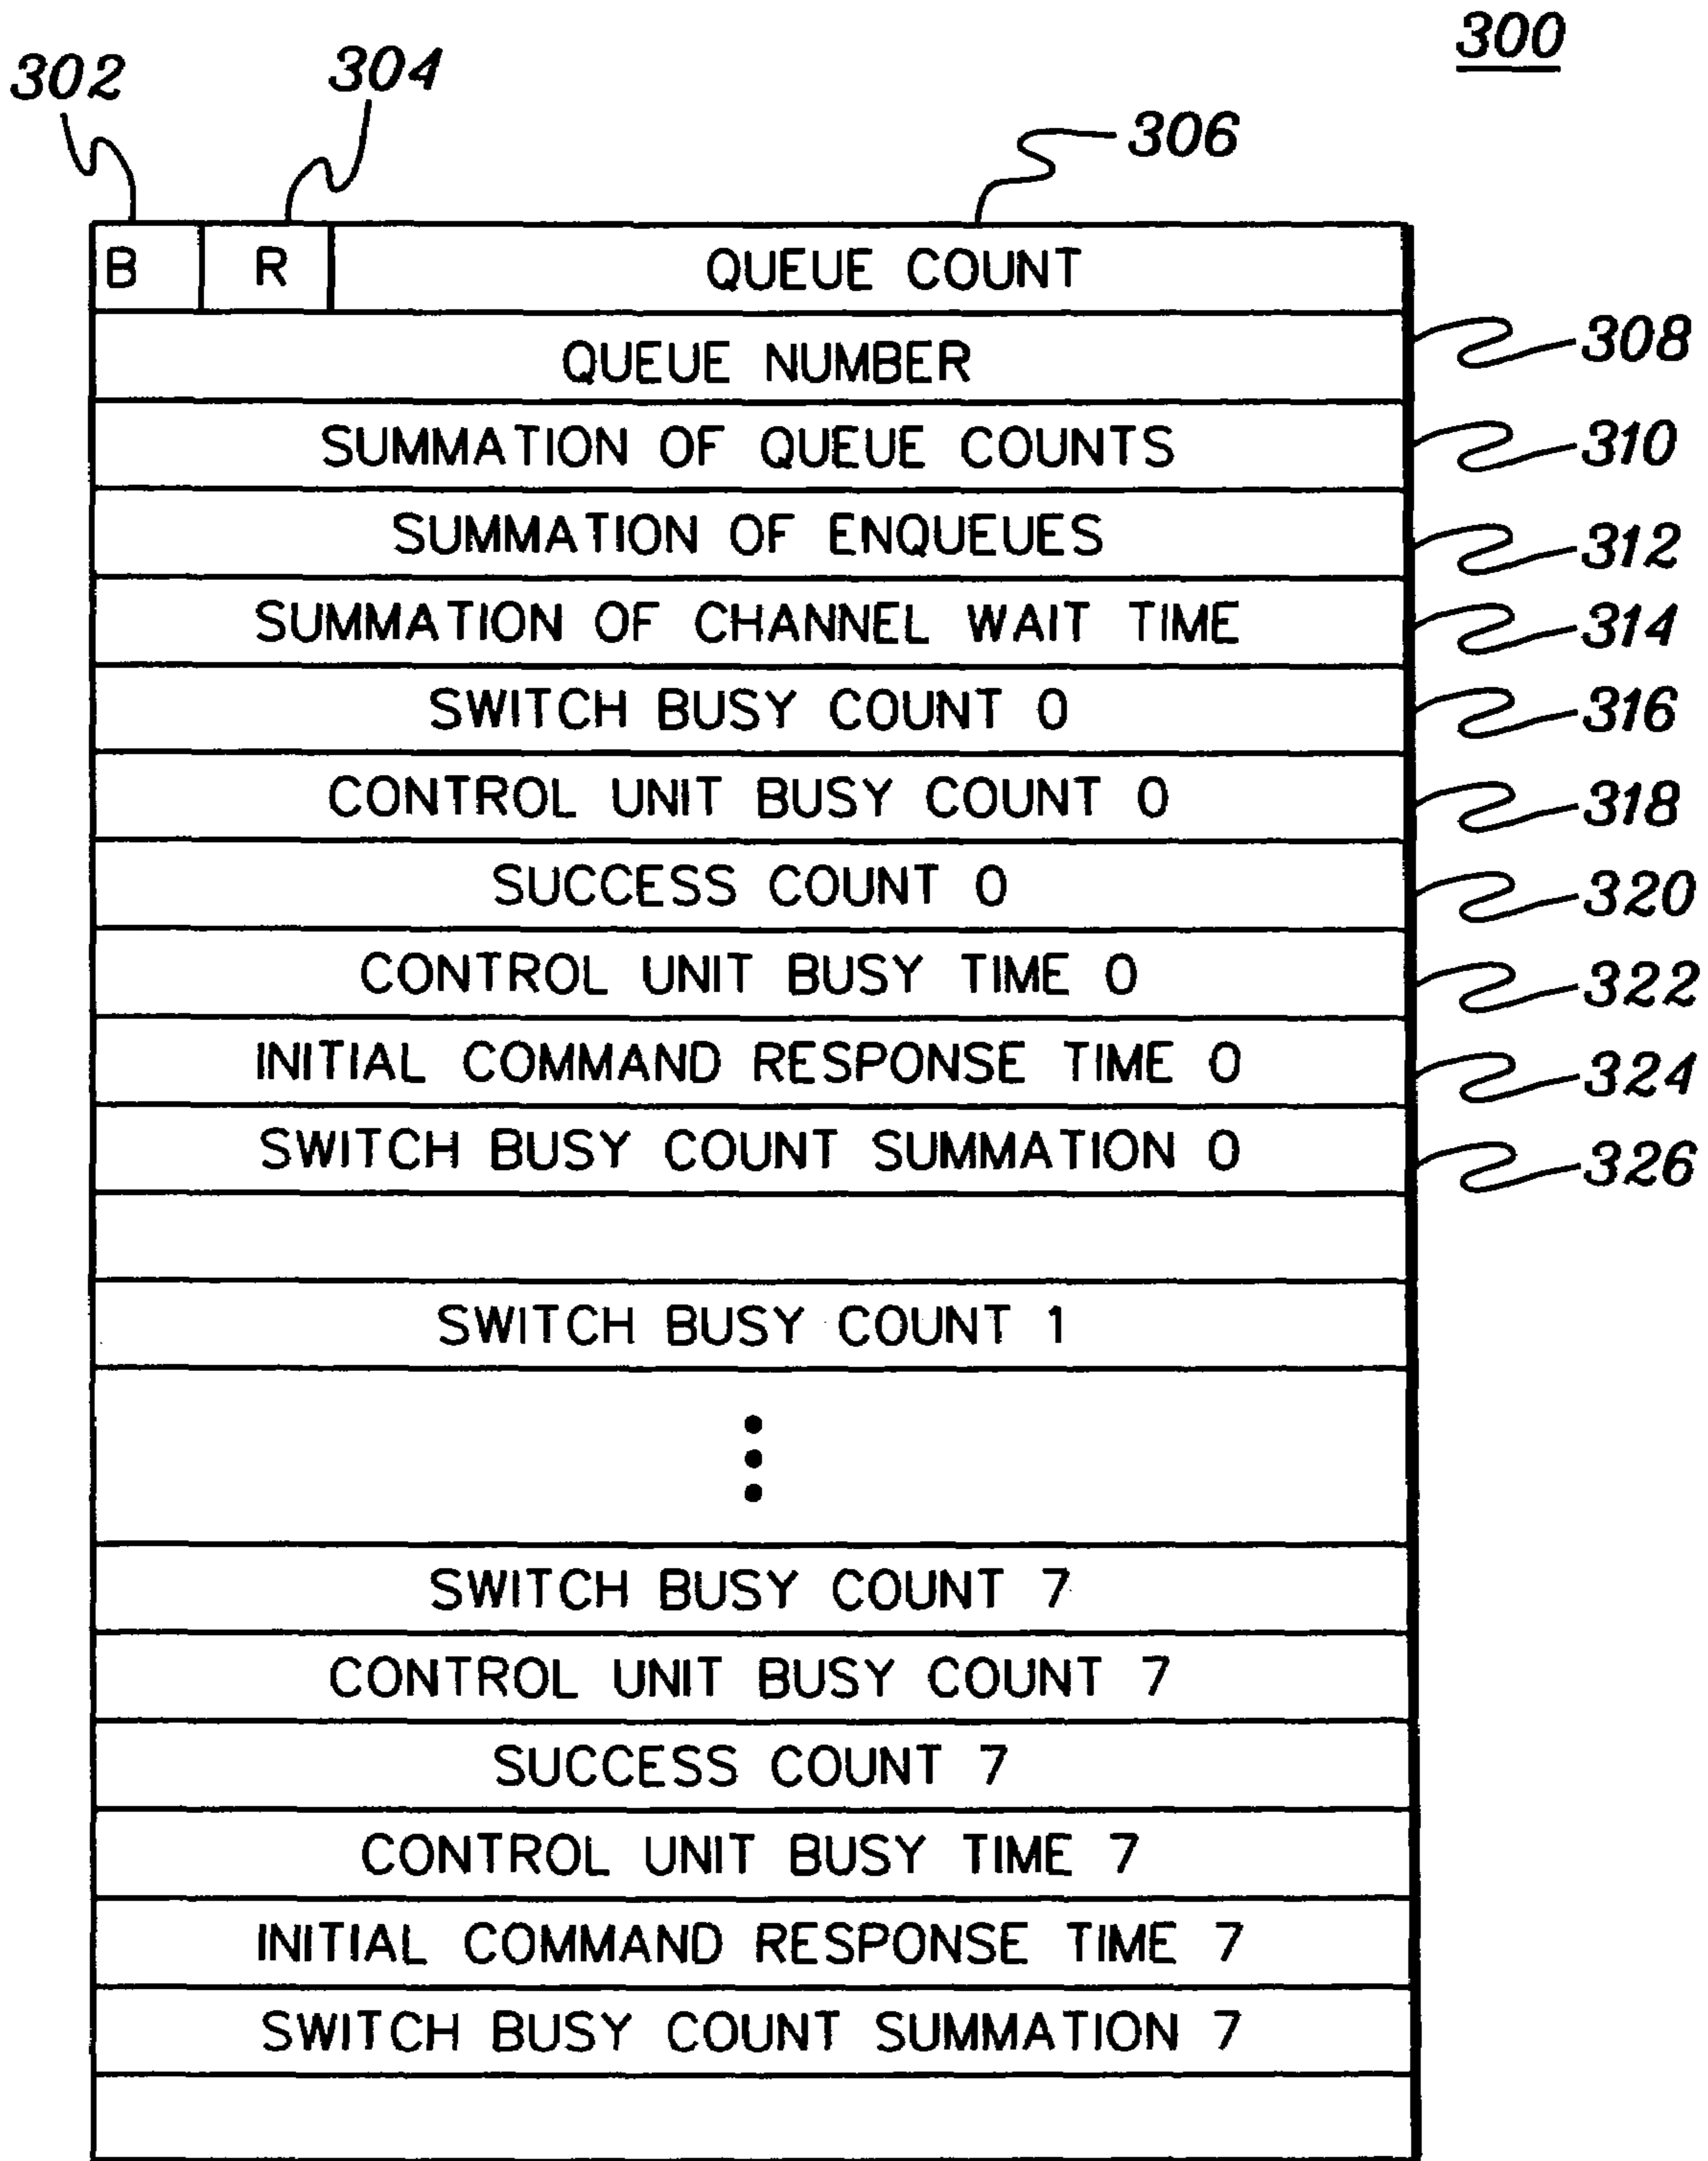 300
302 304 306
B R QUEUE COUNT
QUEUE NUMBER 308
SUMMATION OF QUEUE COUNTS 310
SUMMATION OF ENQUEUES 312
SUMMATION OF CHANNEL WAIT TIME 314
SWITCH BUSY COUNT 0 316
CONTROL UNIT BUSY COUNT 0 318
SUCCESS COUNT 0 320
CONTROL UNIT BUSY TIME 0 322
INITIAL COMMAND RESPONSE TIME 0 324
SWITCH BUSY COUNT SUMMATION 0 326
SWITCH BUSY COUNT 1
SWITCH BUSY COUNT 7
CONTROL UNIT BUSY COUNT 7
SUCCESS COUNT 7
CONTROL UNIT BUSY TIME 7
INITIAL COMMAND RESPONSE TIME 7
SWITCH BUSY COUNT SUMMATION 7